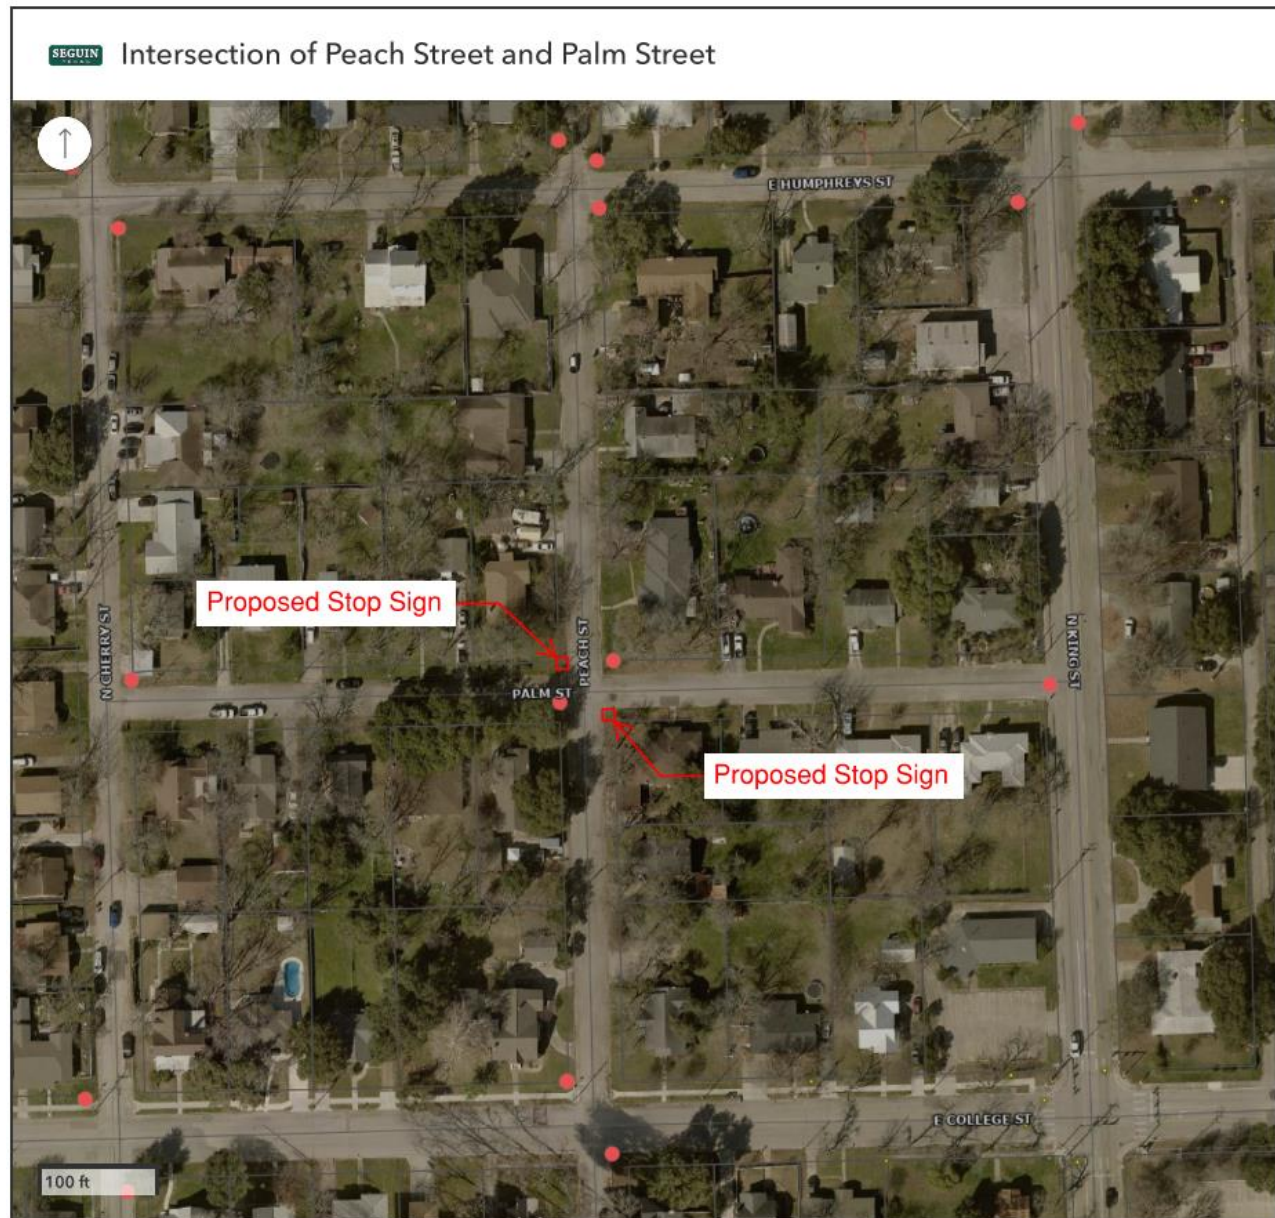 SEGUIN
TEXAS
Intersection of Peach Street and Palm Street
E HUMPHREYS ST
Proposed Stop Sign
N CHERRY ST
PEACH ST
N KING ST
PALM ST
Proposed Stop Sign
E COLLEGE ST
100 ft